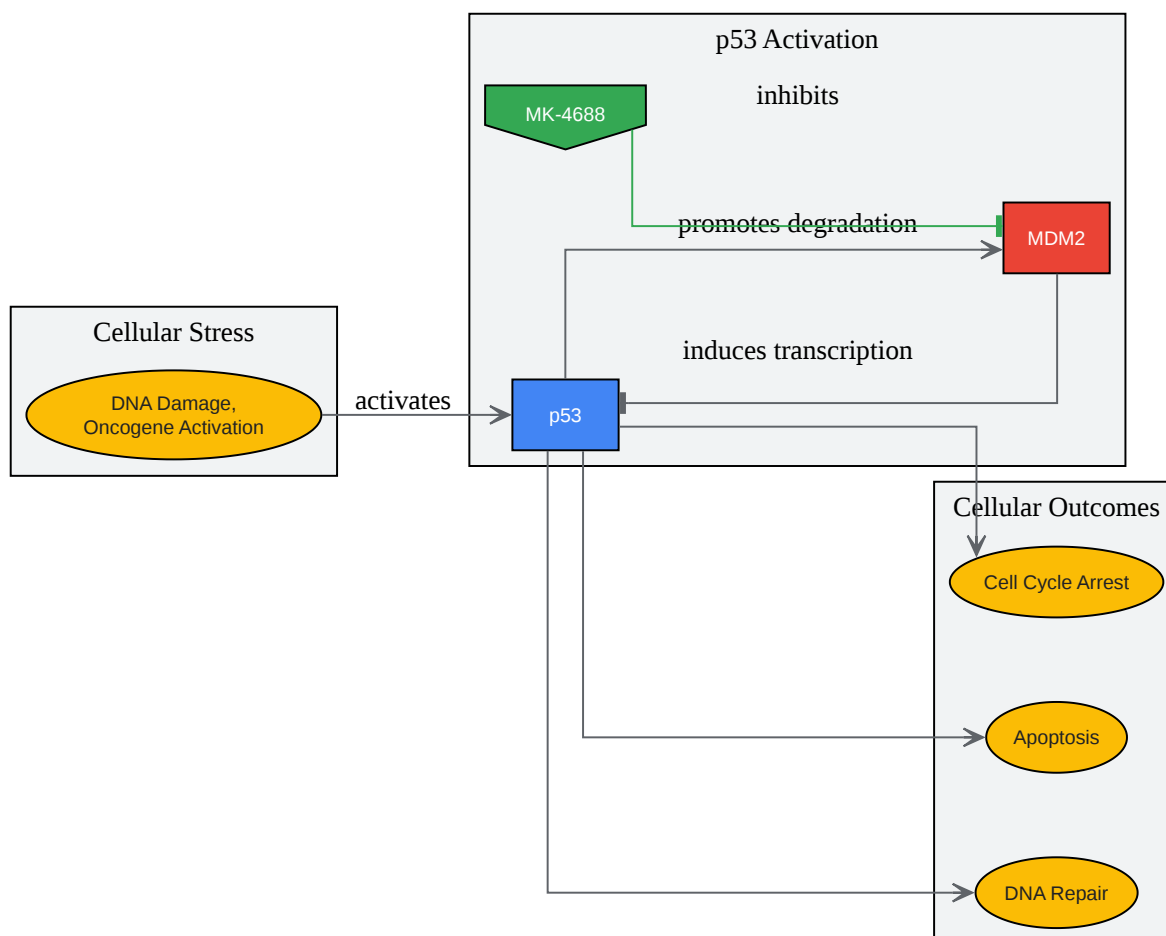 p53 Activation
inhibits
MK-4688
promotes degradation
MDM2
induces transcription
Cellular Stress
DNA Damage,
Oncogene Activation
activates
p53
Cellular Outcomes
Cell Cycle Arrest
Apoptosis
DNA Repair